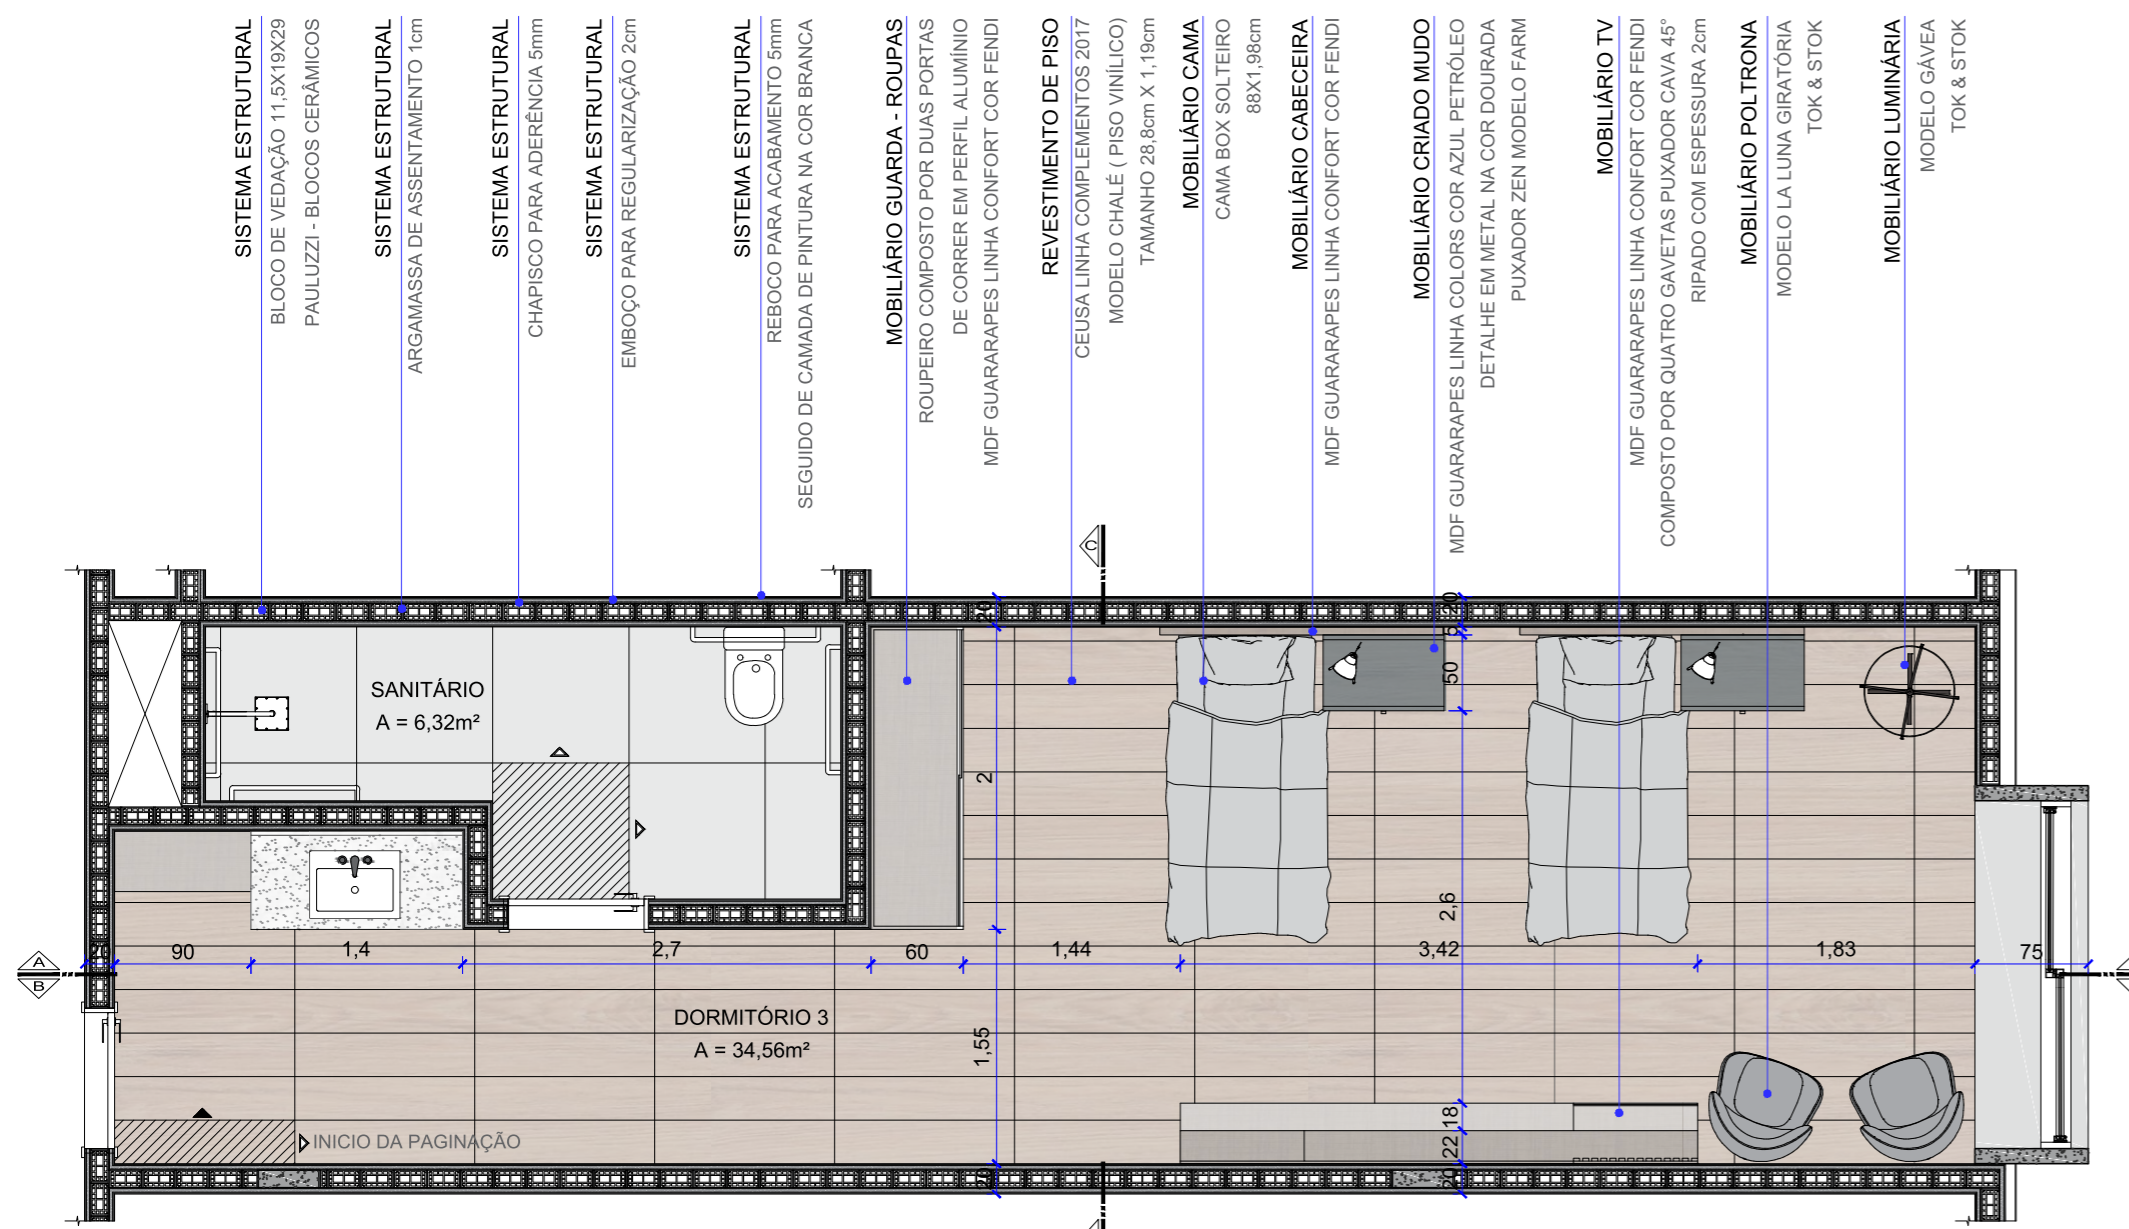 SISTEMA ESTRUTURAL
BLOCO DE VEDAÇÃO 11,5X19X29
PAULUZZI - BLOCOS CERÂMICOS
SISTEMA ESTRUTURAL
ARGAMASSA DE ASSENTAMENTO 1cm
SISTEMA ESTRUTURAL
CHAPISCO PARA ADERÊNCIA 5mm
SISTEMA ESTRUTURAL
EMBOÇO PARA REGULARIZAÇÃO 2cm
SISTEMA ESTRUTURAL
REBOCO PARA ACABAMENTO 5mm
SEGUIDO DE CAMADA DE PINTURA NA COR BRANCA
MOBILIÁRIO GUARDA - ROUPAS
ROUPEIRO COMPOSTO POR DUAS PORTAS
DE CORRER EM PERFIL ALUMÍNIO
MDF GUARARAPES LINHA CONFORT COR FENDI
REVESTIMENTO DE PISO
CEUSA LINHA COMPLEMENTOS 2017
MODELO CHALÉ ( PISO VINÍLICO)
TAMANHO 28,8cm X 1,19cm
MOBILIÁRIO CAMA
CAMA BOX SOLTEIRO
88X1,98cm
MOBILIÁRIO CABECEIRA
MDF GUARARAPES LINHA CONFORT COR FENDI
MOBILIÁRIO CRIADO MUDO
MDF GUARARAPES LINHA COLORS COR AZUL PETRÓLEO
DETALHE EM METAL NA COR DOURADA
PUXADOR ZEN MODELO FARM
MOBILIÁRIO TV
MDF GUARARAPES LINHA CONFORT COR FENDI
COMPOSTO POR QUATRO GAVETAS PUXADOR CAVA 45°
RIPADO COM ESPESSURA 2cm
MOBILIÁRIO POLTRONA
MODELO LA LUNA GIRATÓRIA
TOK & STOK
MOBILIÁRIO LUMINÁRIA
MODELO GÁVEA
TOK & STOK
C
20
20
5
50
SANITÁRIO
A = 6,32m²
2
2,6
A
B
90
1,4
2,7
60
1,44
3,42
1,83
75
DORMITÓRIO 3
A = 34,56m²
1,55
18
22
INICIO DA PAGINAÇÃO
20
20